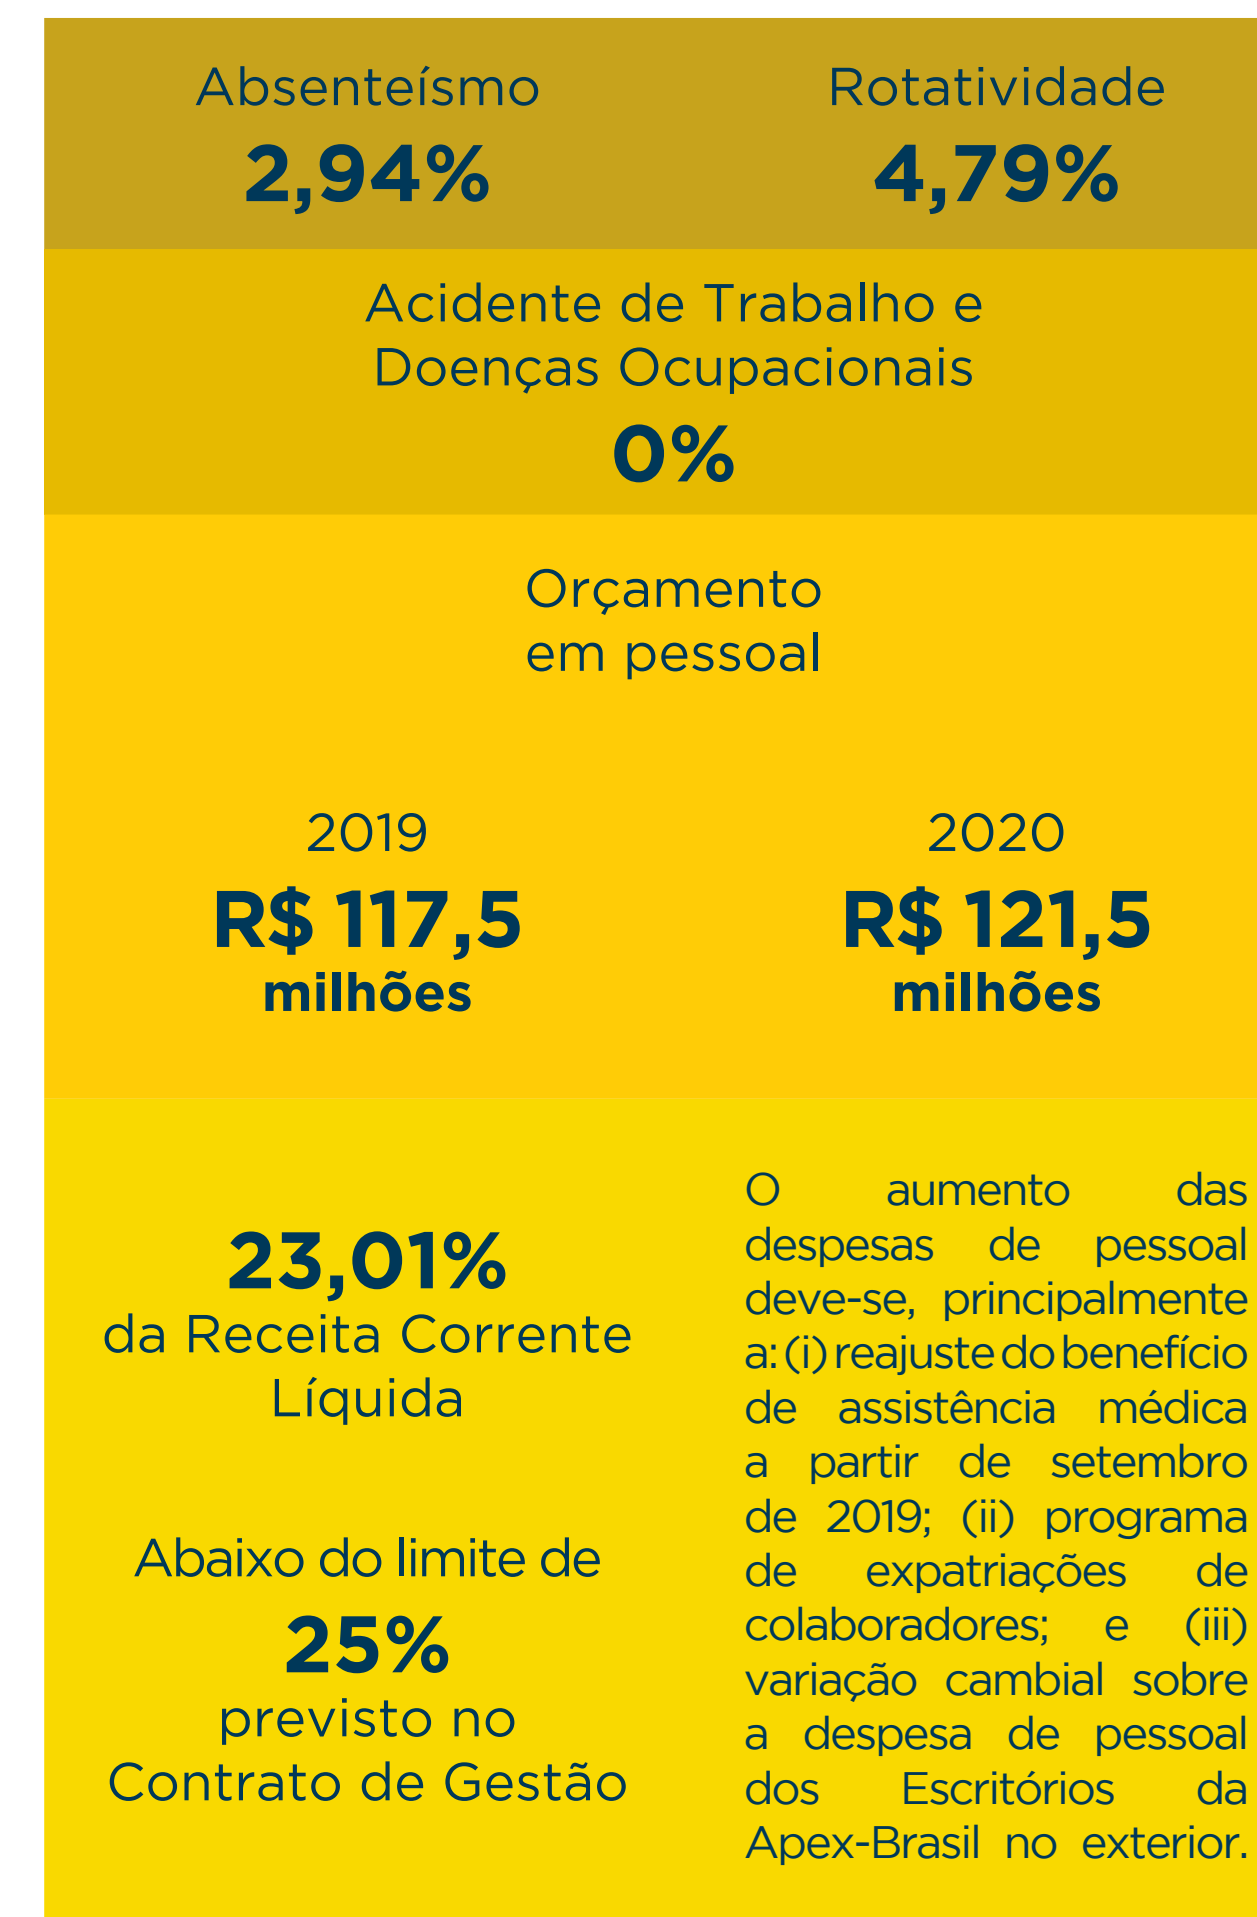 Absenteísmo
2,94%
Rotatividade
4,79%
Acidente de Trabalho e
Doenças Ocupacionais
0%
Orçamento
em pessoal
2019
R$ 117,5
milhões
2020
R$ 121,5
milhões
23,01%
da Receita Corrente
Líquida
Abaixo do limite de
25%
previsto no
Contrato de Gestão
O aumento das
despesas de pessoal
deve-se, principalmente
a: (i) reajuste do benefício
de assistência médica
a partir de setembro
de 2019; (ii) programa
de expatriações de
colaboradores; e (iii)
variação cambial sobre
a despesa de pessoal
dos Escritórios da
Apex-Brasil no exterior.